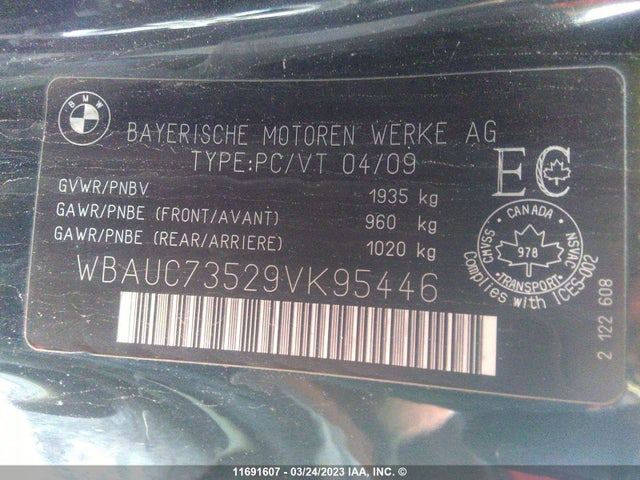 BMW
BAYERISCHE MOTOREN WERKE AG
TYPE:PC/VT 04/09
GVWR/PNBV 1935 kg
GAWR/PNBE (FRONT/AVANT) 960 kg
GAWR/PNBE (REAR/ARRIERE) 1020 kg
WBAUC73529VK95446
EC
CANADA
CMVSS NSVAC
978
TRANSPORT
Complies with ICES-002
2 122 608
11691607 - 03/24/2023 IAA, INC. ©